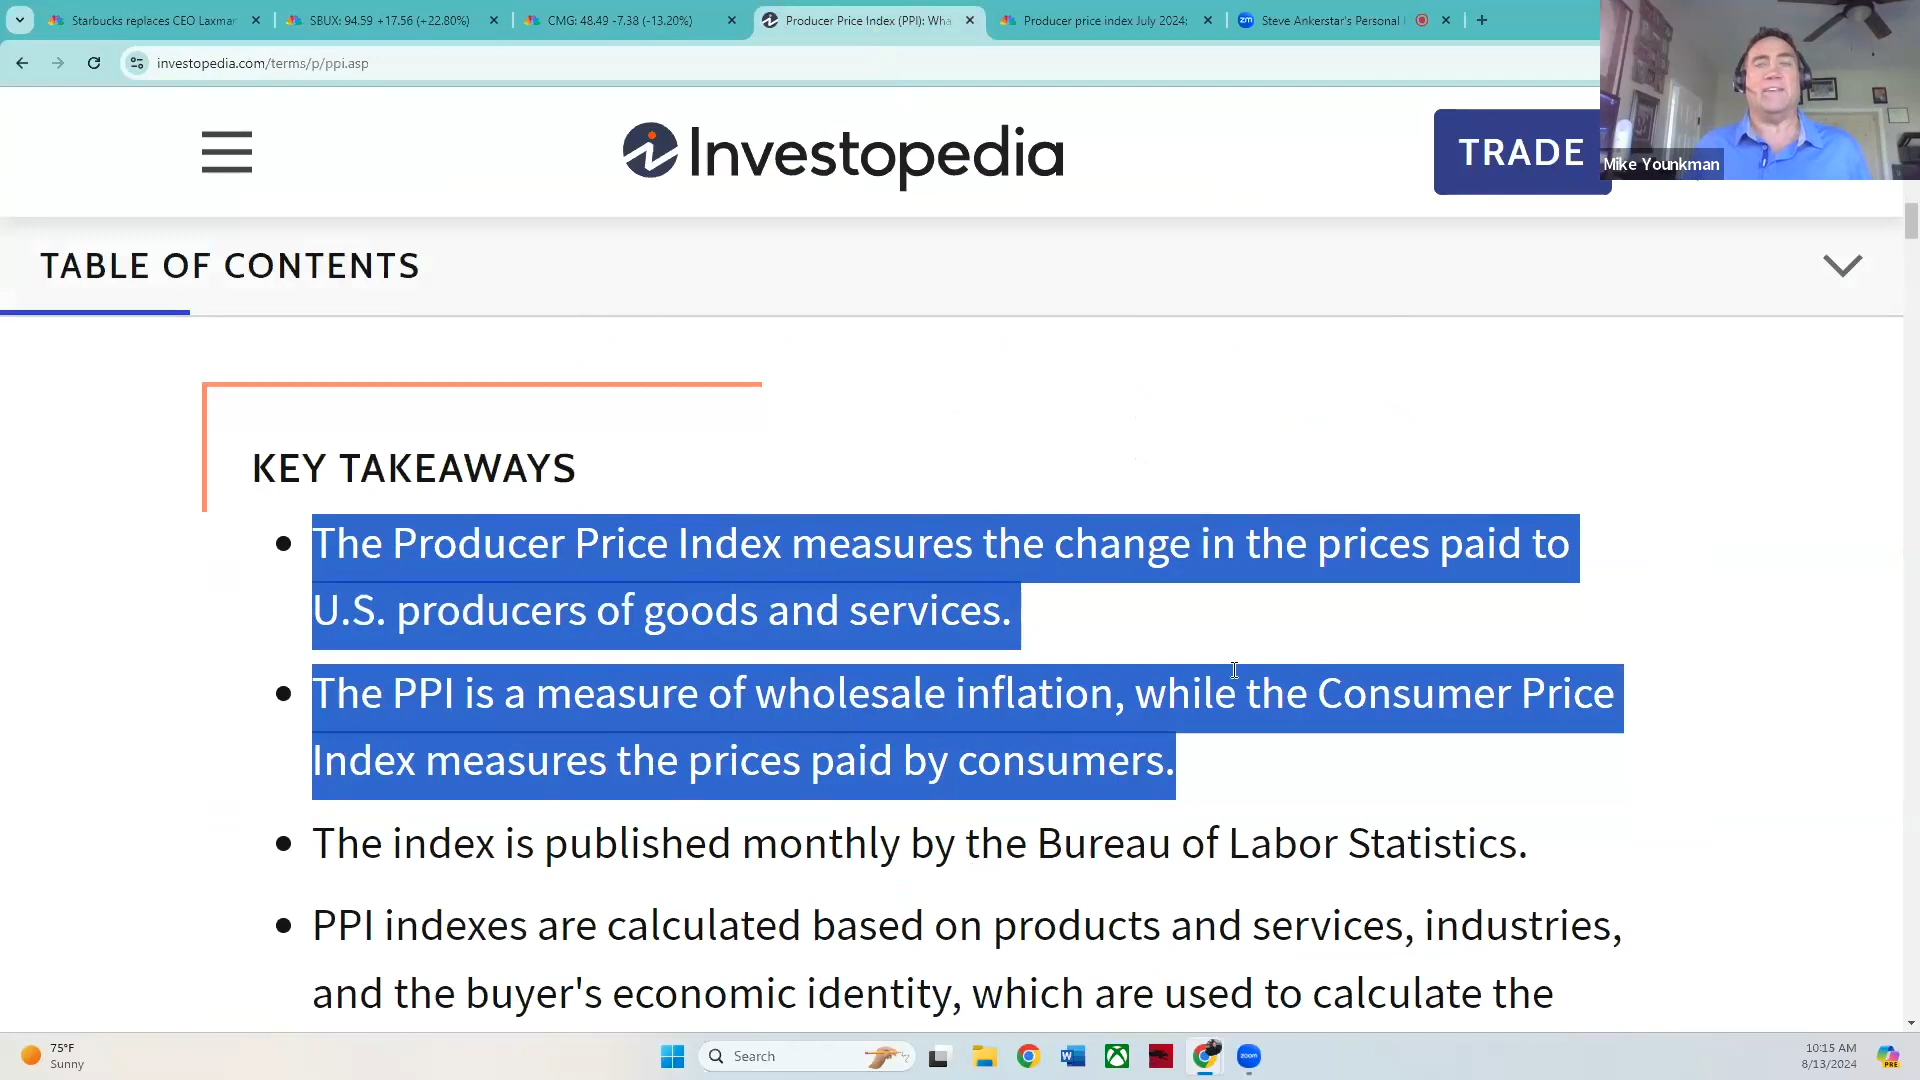 Starbucks replaces CEO Laxmar
SBUX: 94.59 +17.56 (+22.80%)
CMG: 48.49 -7.38 (-13.20%)
Producer Price Index (PPI): Wha
Producer price index July 2024:
zm
Steve Ankerstar's Personal
investopedia.com/terms/p/ppi.asp
Investopedia
TRADE
Mike Younkman
TABLE OF CONTENTS
KEY TAKEAWAYS
• The Producer Price Index measures the change in the prices paid to
U.S. producers of goods and services.
• The PPI is a measure of wholesale inflation, while the Consumer Price
Index measures the prices paid by consumers.
• The index is published monthly by the Bureau of Labor Statistics.
• PPI indexes are calculated based on products and services, industries,
and the buyer's economic identity, which are used to calculate the
75°F
Sunny
Search
zoom
10:15 AM
8/13/2024
PRE